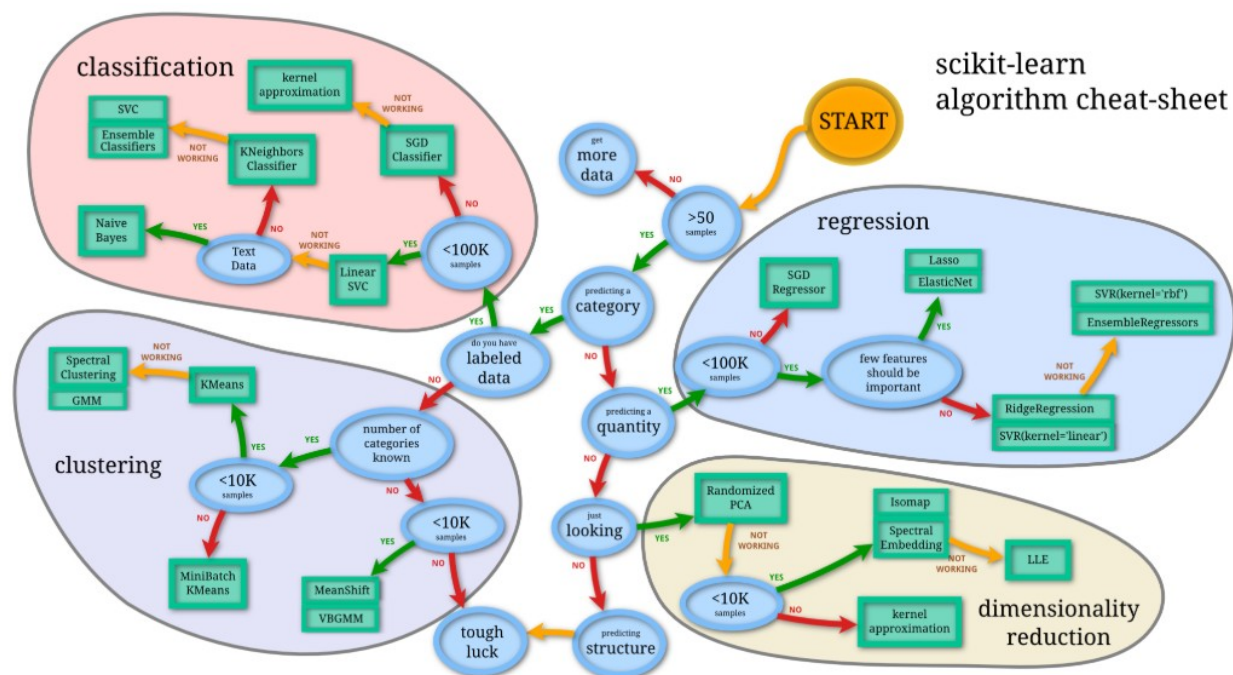 scikit-learn
algorithm cheat-sheet
START
get
more
data
NO
>50
samples
YES
predicting a
category
YES
NO
do you have
labeled
data
YES
NO
predicting a
quantity
YES
NO
just
looking
YES
NO
predicting
structure
tough
luck
classification
kernel
approximation
NOT
WORKING
SVC
Ensemble
Classifiers
NOT
WORKING
KNeighbors
Classifier
SGD
Classifier
NO
Naive
Bayes
YES
Text
Data
NO
NOT
WORKING
Linear
SVC
YES
<100K
samples
regression
SGD
Regressor
NO
<100K
samples
YES
Lasso
ElasticNet
YES
few features
should be
important
NO
SVR(kernel='rbf')
EnsembleRegressors
NOT
WORKING
RidgeRegression
SVR(kernel='linear')
clustering
Spectral
Clustering
GMM
NOT
WORKING
KMeans
YES
<10K
samples
YES
number of
categories
known
NO
NO
MiniBatch
KMeans
<10K
samples
YES
NO
MeanShift
VBGMM
dimensionality
reduction
Randomized
PCA
NOT
WORKING
<10K
samples
YES
NO
Isomap
Spectral
Embedding
NOT
WORKING
LLE
kernel
approximation